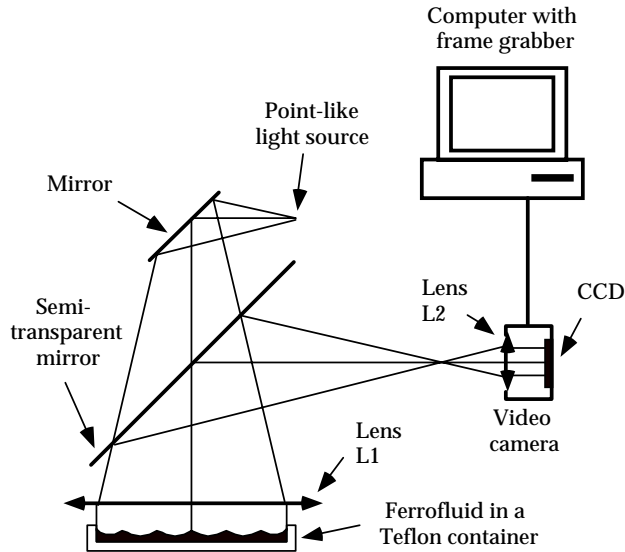 Computer with
frame grabber
Point-like
light source
Mirror
Semi-
transparent
mirror
Lens
L2
CCD
Video
camera
Lens
L1
Ferrofluid in a
Teflon container